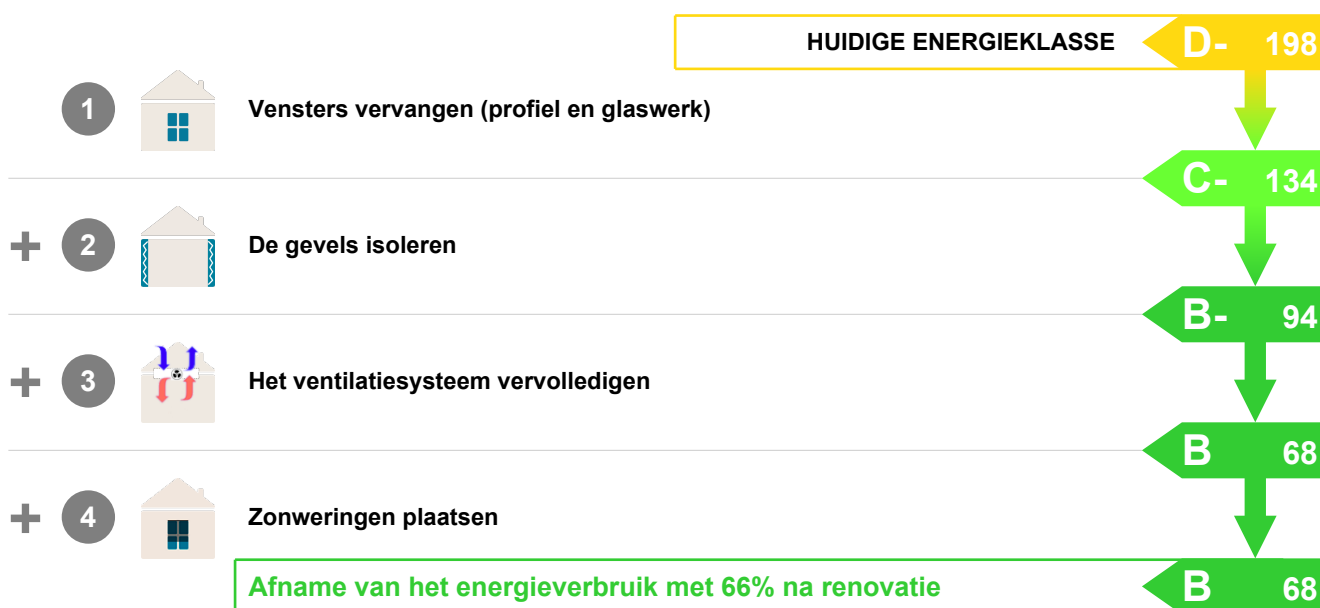 HUIDIGE ENERGIEKLASSE D- 198
1 Vensters vervangen (profiel en glaswerk)
C- 134
+ 2 De gevels isoleren
B- 94
+ 3 Het ventilatiesysteem vervolledigen
B 68
+ 4 Zonweringen plaatsen
Afname van het energieverbruik met 66% na renovatie B 68